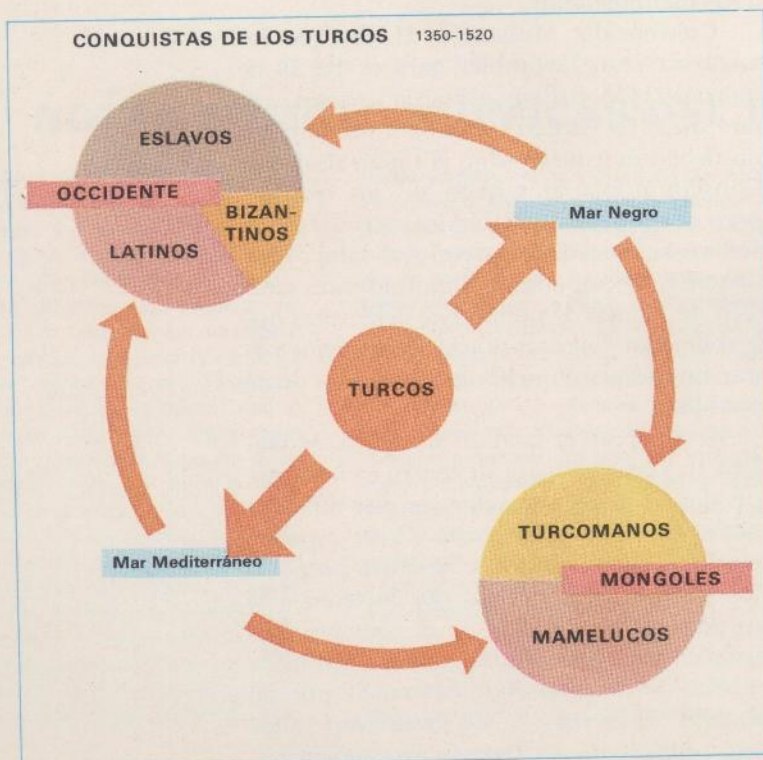 CONQUISTAS DE LOS TURCOS 1350-1520
ESLAVOS
OCCIDENTE
BIZAN-
TINOS
LATINOS
Mar Negro
TURCOS
Mar Mediterráneo
TURCOMANOS
MONGOLES
MAMELUCOS